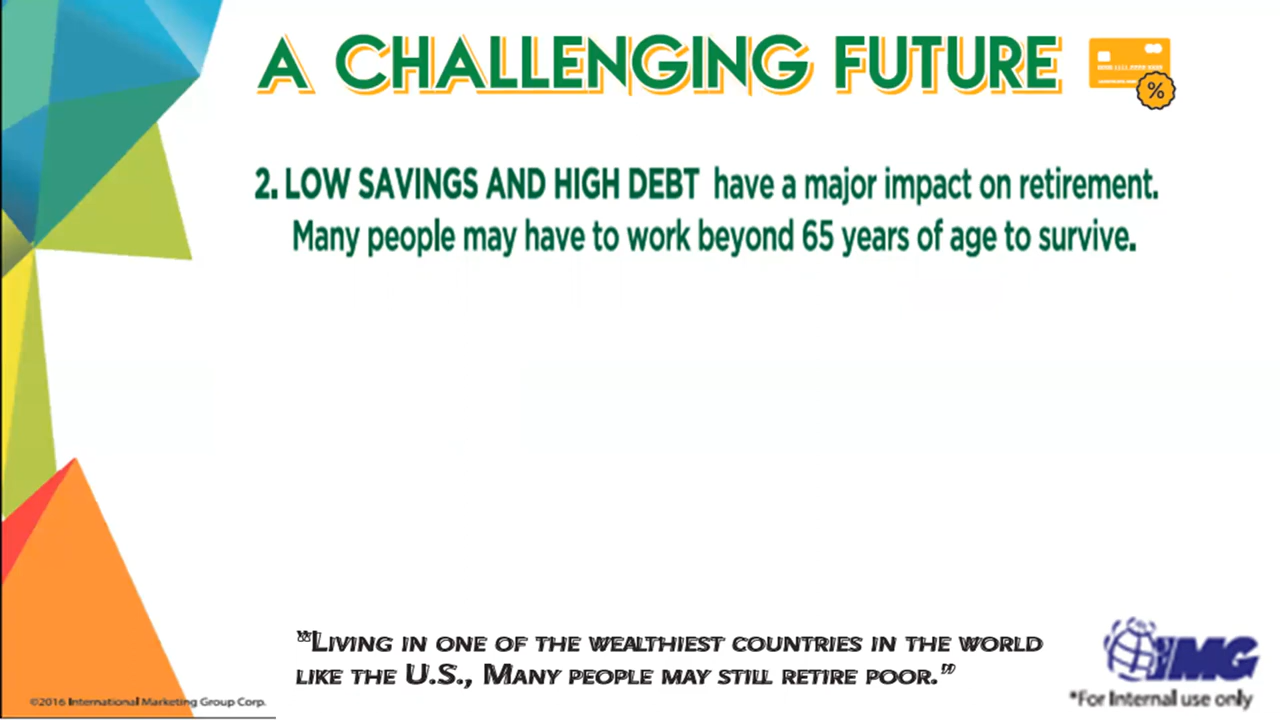 A CHALLENGING FUTURE
%
2. LOW SAVINGS AND HIGH DEBT have a major impact on retirement.
Many people may have to work beyond 65 years of age to survive.
"LIVING IN ONE OF THE WEALTHIEST COUNTRIES IN THE WORLD
LIKE THE U.S., MANY PEOPLE MAY STILL RETIRE POOR."
IMG
*For Internal use only
©2016 International Marketing Group Corp.